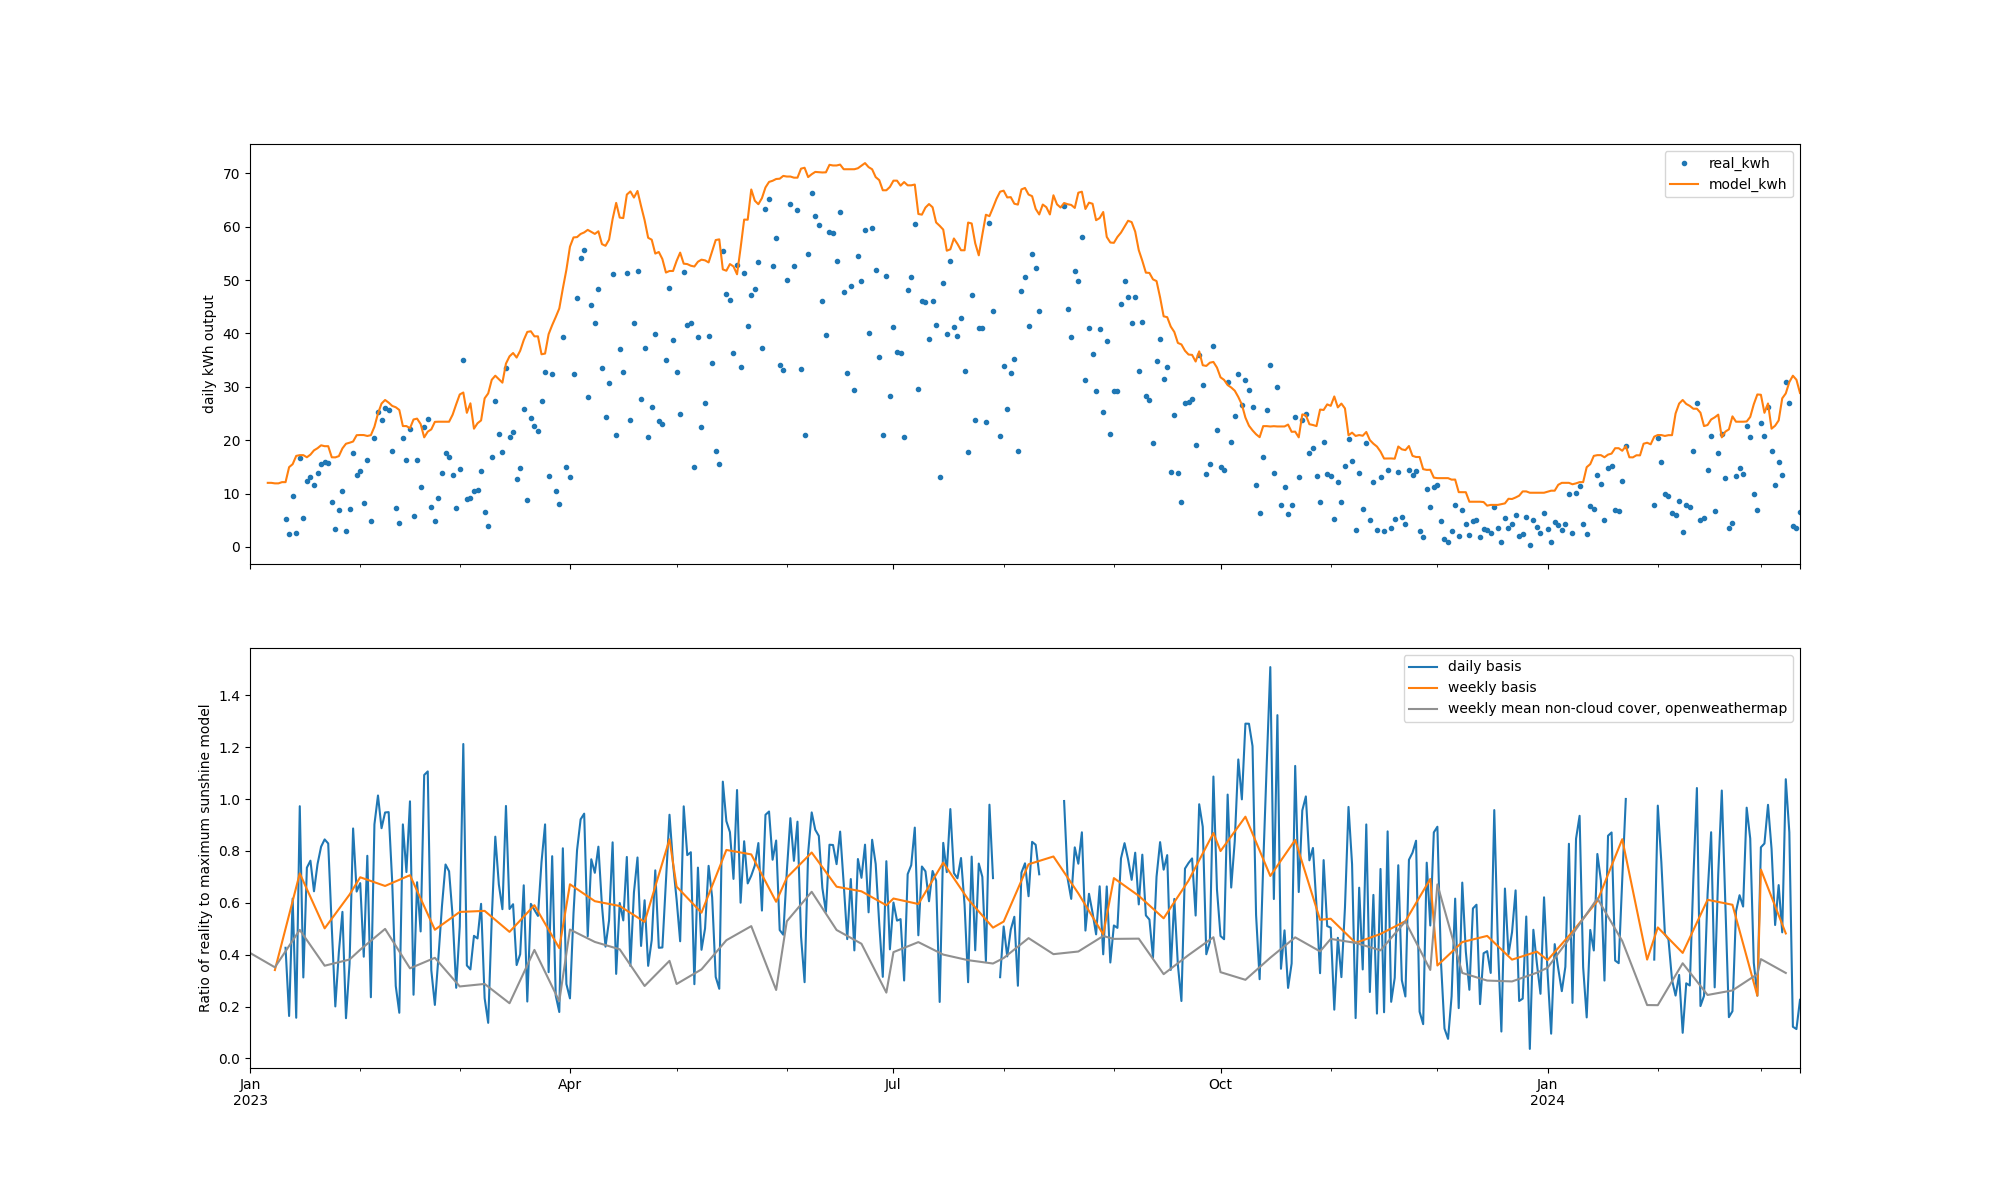 70
60
50
40
30
20
10
0
daily kWh output
real_kwh
model_kwh
1.4
1.2
1.0
0.8
0.6
0.4
0.2
0.0
Ratio of reality to maximum sunshine model
daily basis
weekly basis
weekly mean non-cloud cover, openweathermap
Jan Apr Jul Oct Jan
2023 2024